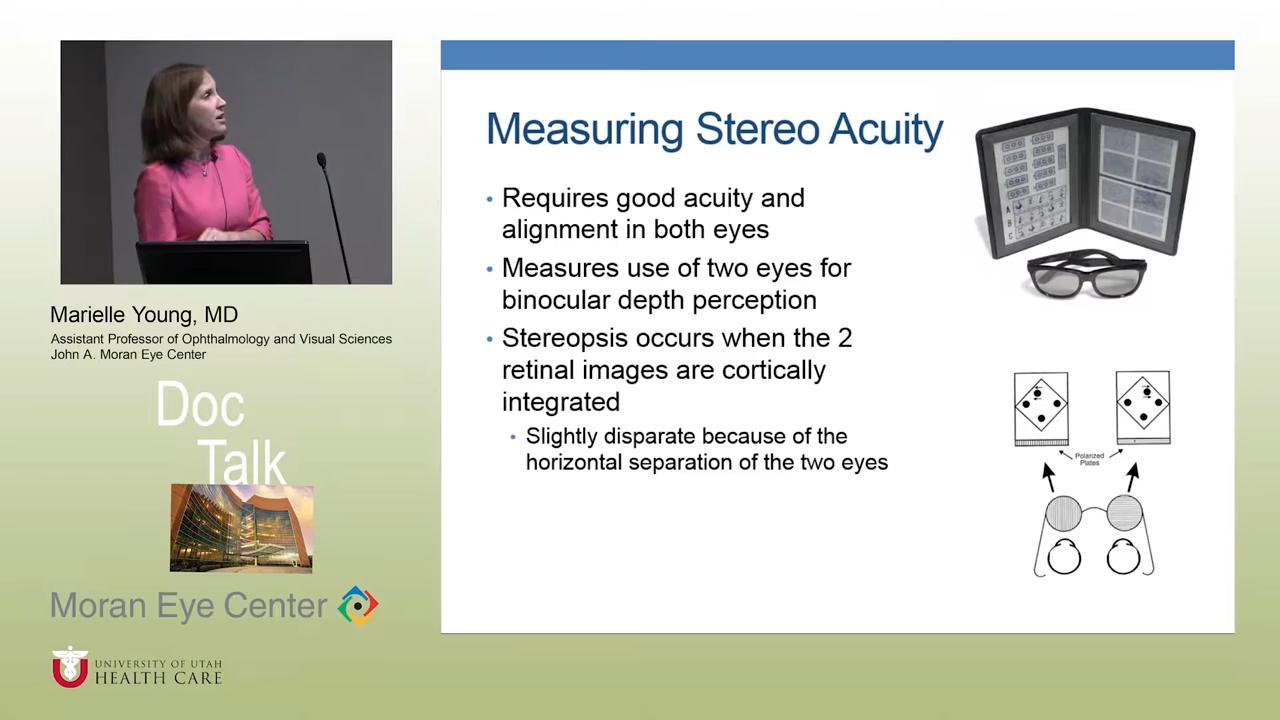 Measuring Stereo Acuity
• Requires good acuity and
alignment in both eyes
• Measures use of two eyes for
binocular depth perception
• Stereopsis occurs when the 2
retinal images are cortically
integrated
• Slightly disparate because of the
horizontal separation of the two eyes
A
B
C
Polarized
Plates
Marielle Young, MD
Assistant Professor of Ophthalmology and Visual Sciences
John A. Moran Eye Center
Doc
Talk
Moran Eye Center
U
UNIVERSITY OF UTAH
HEALTH CARE